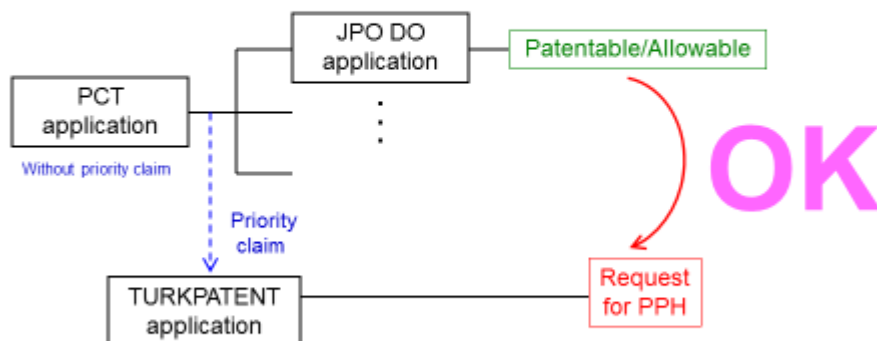 JPO DO
application
Patentable/Allowable
PCT
application
Without priority claim
OK
Priority
claim
TURKPATENT
application
Request
for PPH